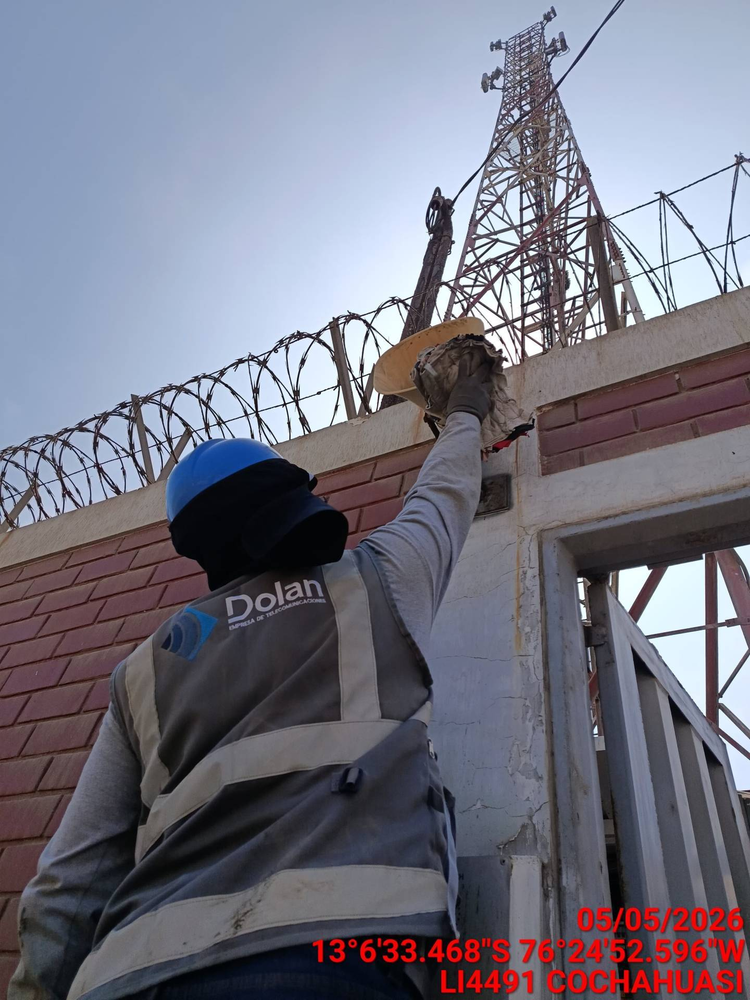 Dolan
EMPRESA DE TELECOMUNICACIONES
05/05/2026
13°6'33.468"S 76°24'52.596"W
LI4491 COCHAHUASI